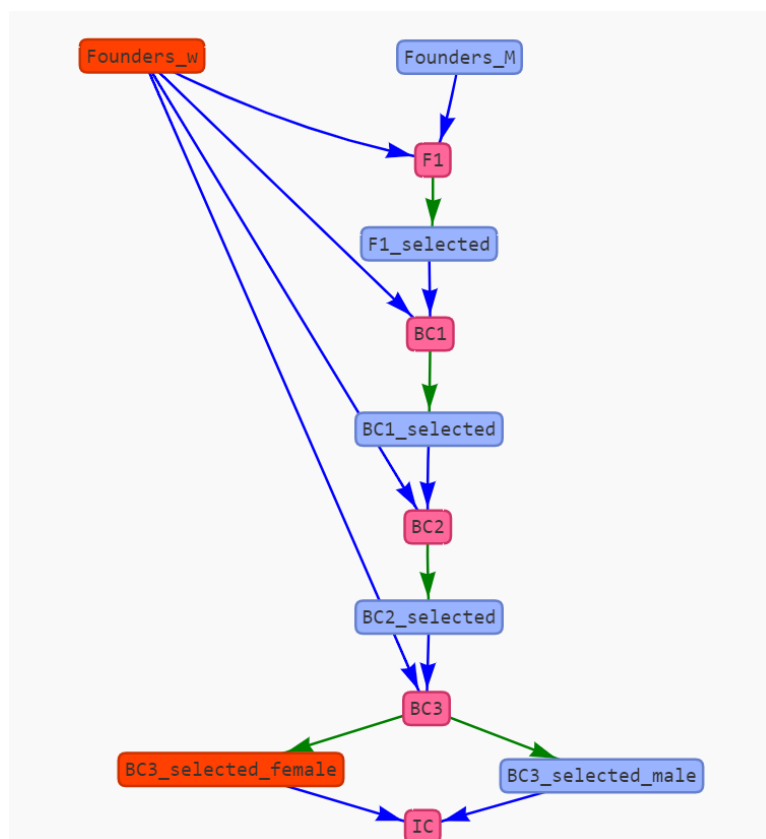 Founders_w
Founders_M
F1
F1_selected
BC1
BC1_selected
BC2
BC2_selected
BC3
BC3_selected_female
BC3_selected_male
IC